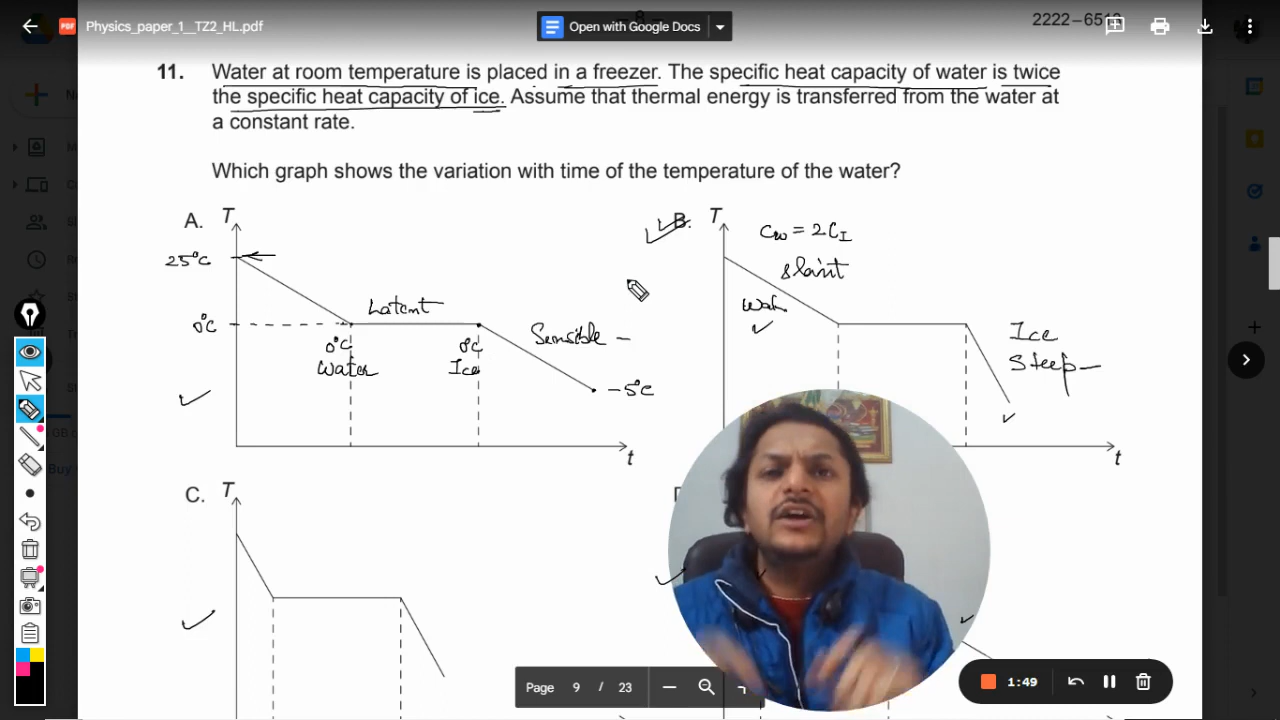 Physics_paper_1__TZ2_HL.pdf
Open with Google Docs
– 8 –
2222–651
11. Water at room temperature is placed in a freezer. The specific heat capacity of water is twice
the specific heat capacity of ice. Assume that thermal energy is transferred from the water at
a constant rate.
Which graph shows the variation with time of the temperature of the water?
A. T
25°C
0°C
Latent
0°C
Water
0°C
Ice
Sensible –
–5°C
t
B. T
Cw = 2CI
slant
Wat.
Ice
Steep–
t
C. T
Buy
Page 9 / 23
1:49